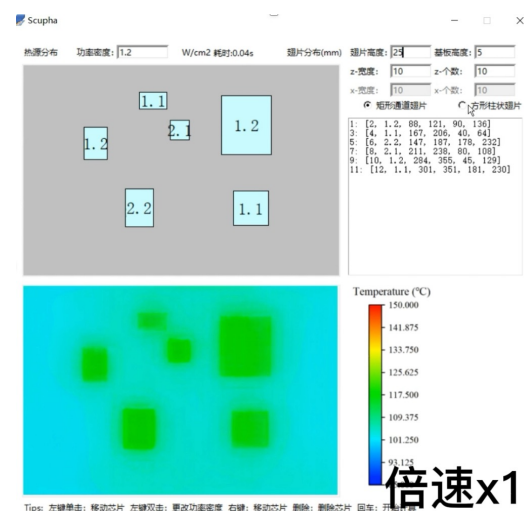 Scupha
热源分布 功率密度: 1.2 W/cm2 耗时:0.04s 翅片分布(mm) 翅片高度: 25 基板高度: 5
z-宽度: 10 z-个数: 10
x-宽度: 10 x-个数: 10
矩形通道翅片 方形柱状翅片
1.1
2.1
1.2
1.2
2.2
1.1
1: [2, 1.2, 88, 121, 90, 136]
3: [4, 1.1, 167, 206, 40, 64]
5: [6, 2.2, 147, 187, 178, 232]
7: [8, 2.1, 211, 238, 80, 108]
9: [10, 1.2, 284, 355, 45, 129]
11: [12, 1.1, 301, 351, 181, 230]
Temperature (°C)
150.000
141.875
133.750
125.625
117.500
109.375
101.250
93.125
倍速x1
Tips: 左键单击: 移动芯片 左键双击: 更改功率密度 右键: 移动芯片 删除: 删除芯片 回车: 开始计算